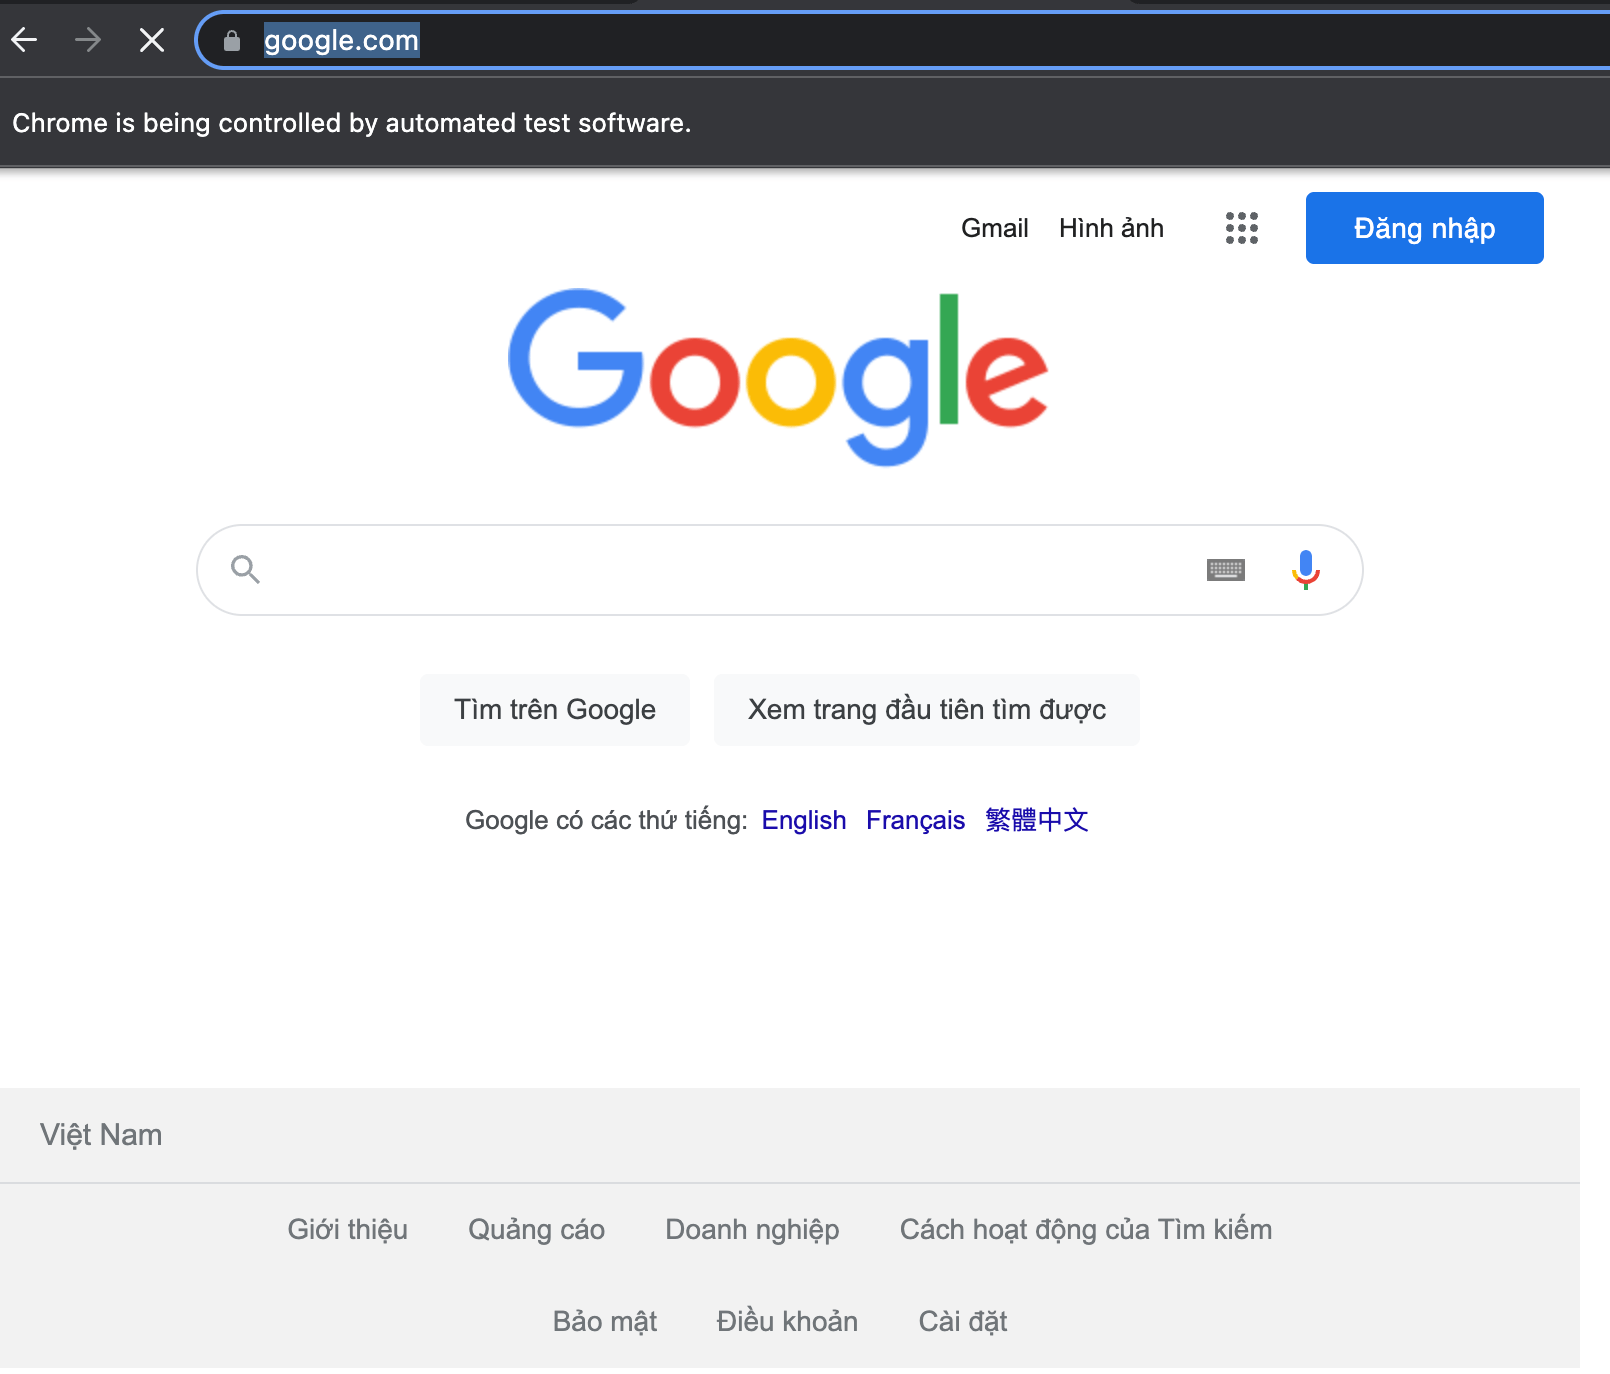 google.com
Chrome is being controlled by automated test software.
Gmail Hình ảnh Đăng nhập
Google
Tìm trên Google Xem trang đầu tiên tìm được
Google có các thứ tiếng: English Français 繁體中文
Việt Nam
Giới thiệu Quảng cáo Doanh nghiệp Cách hoạt động của Tìm kiếm
Bảo mật Điều khoản Cài đặt